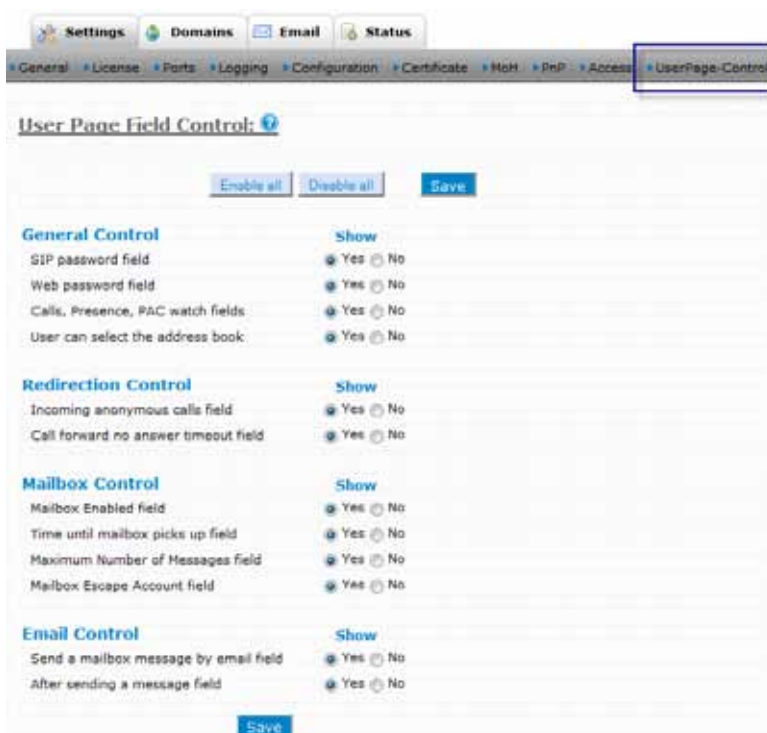 Settings Domains Email Status
General License Ports Logging Configuration Certificate MoH PnP Access UserPage-Control
User Page Field Control:
Enable all Disable all Save
General Control Show
SIP password field Yes No
Web password field Yes No
Calls, Presence, PAC watch fields Yes No
User can select the address book Yes No
Redirection Control Show
Incoming anonymous calls field Yes No
Call forward no answer timeout field Yes No
Mailbox Control Show
Mailbox Enabled field Yes No
Time until mailbox picks up field Yes No
Maximum Number of Messages field Yes No
Mailbox Escape Account field Yes No
Email Control Show
Send a mailbox message by email field Yes No
After sending a message field Yes No
Save